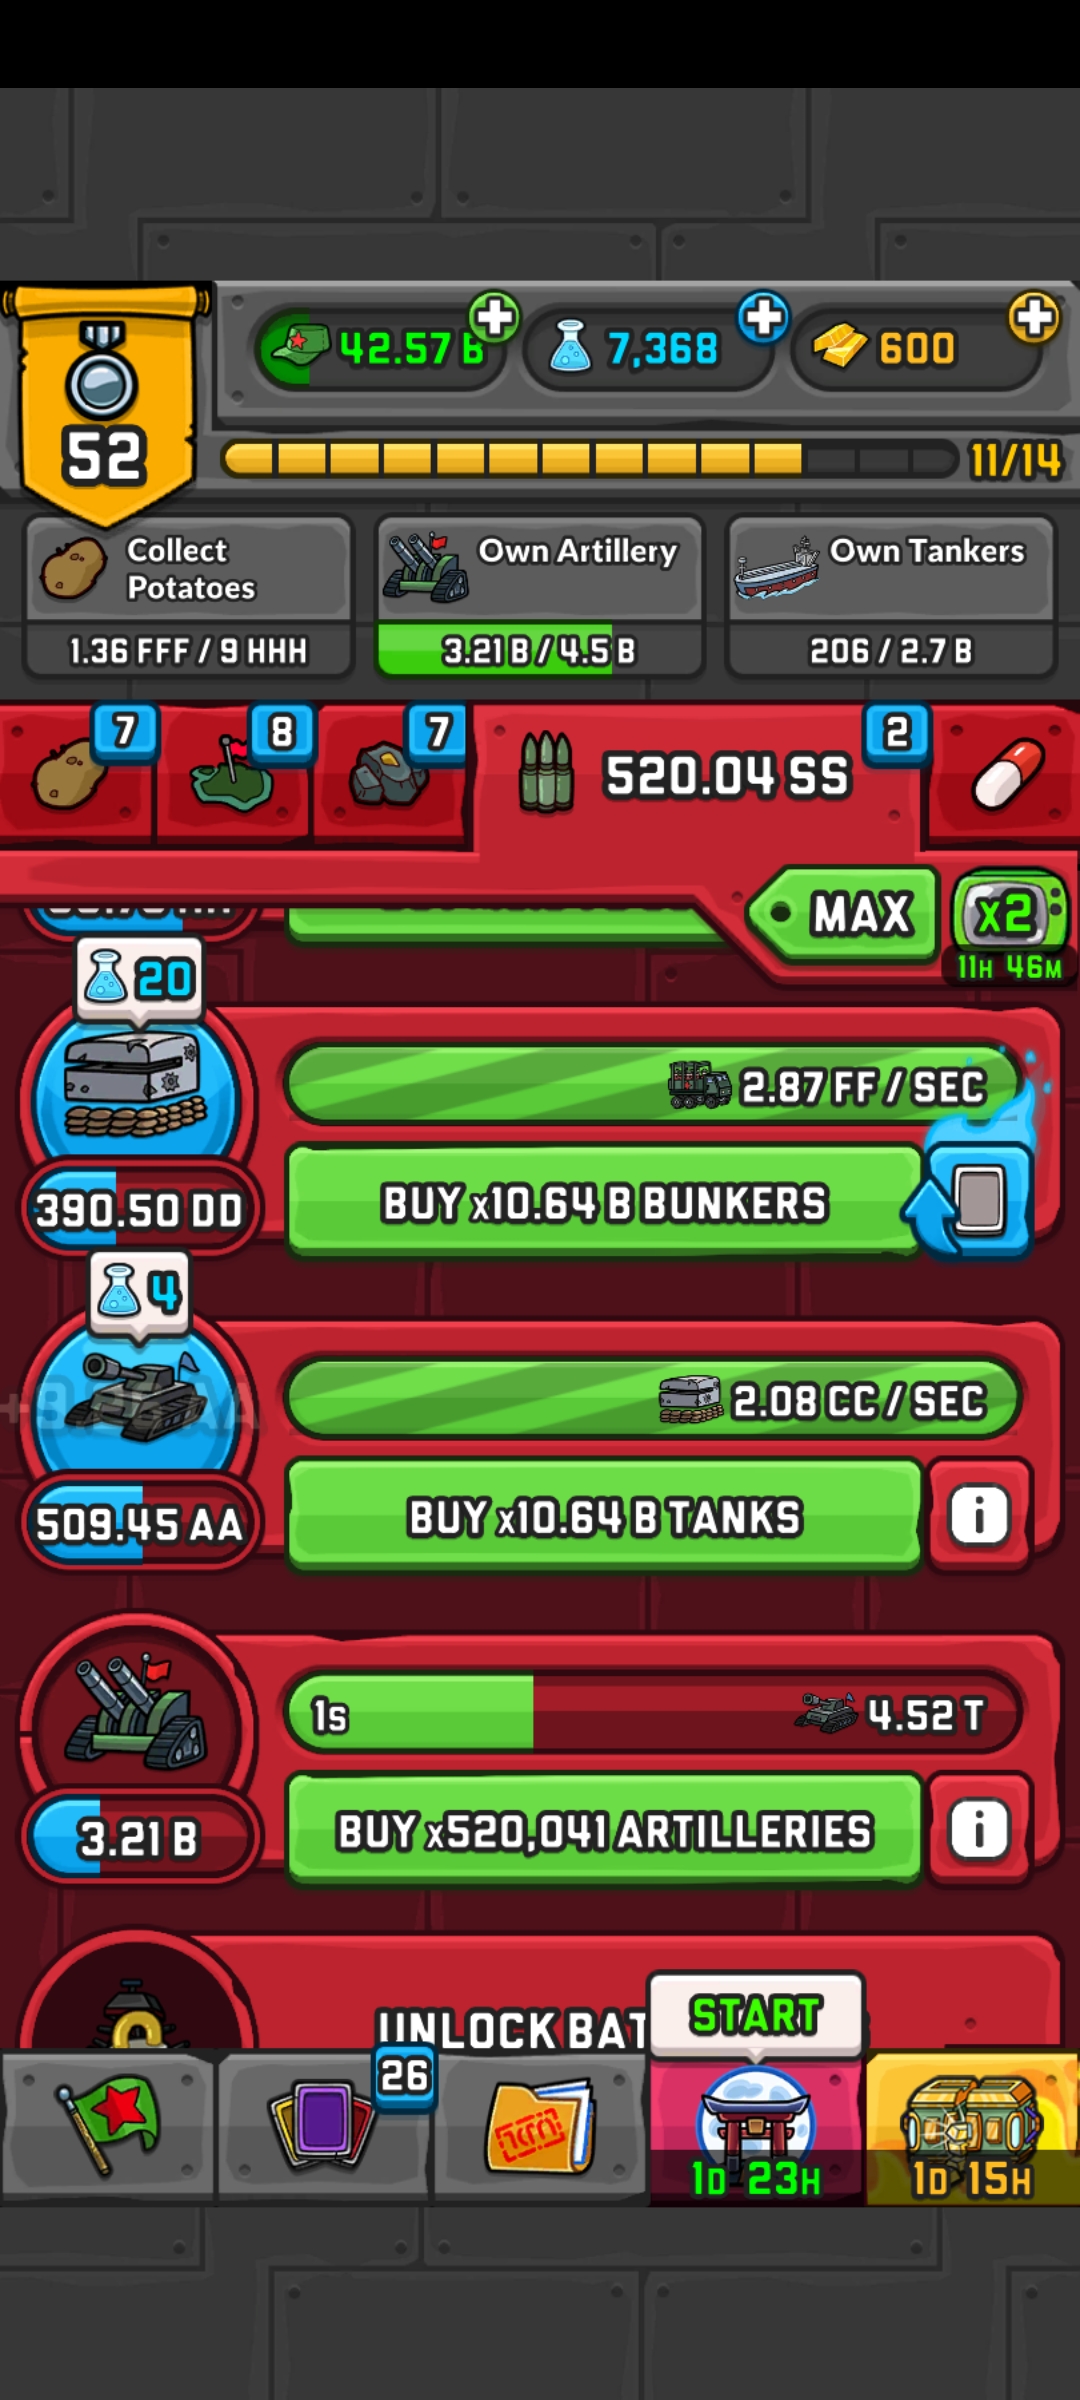 42.57 B
7,368
600
52
11/14
Collect
Potatoes
1.36 FFF / 9 HHH
Own Artillery
3.21 B / 4.5 B
Own Tankers
206 / 2.7 B
7
8
7
520.04 SS
2
MAX
x2
11H 46M
20
2.87 FF / SEC
390.50 DD
BUY x10.64 B BUNKERS
4
2.08 CC / SEC
509.45 AA
BUY x10.64 B TANKS
i
1s
4.52 T
3.21 B
BUY x520,041 ARTILLERIES
i
UNLOCK BAT
START
26
1D 23H
1D 15H